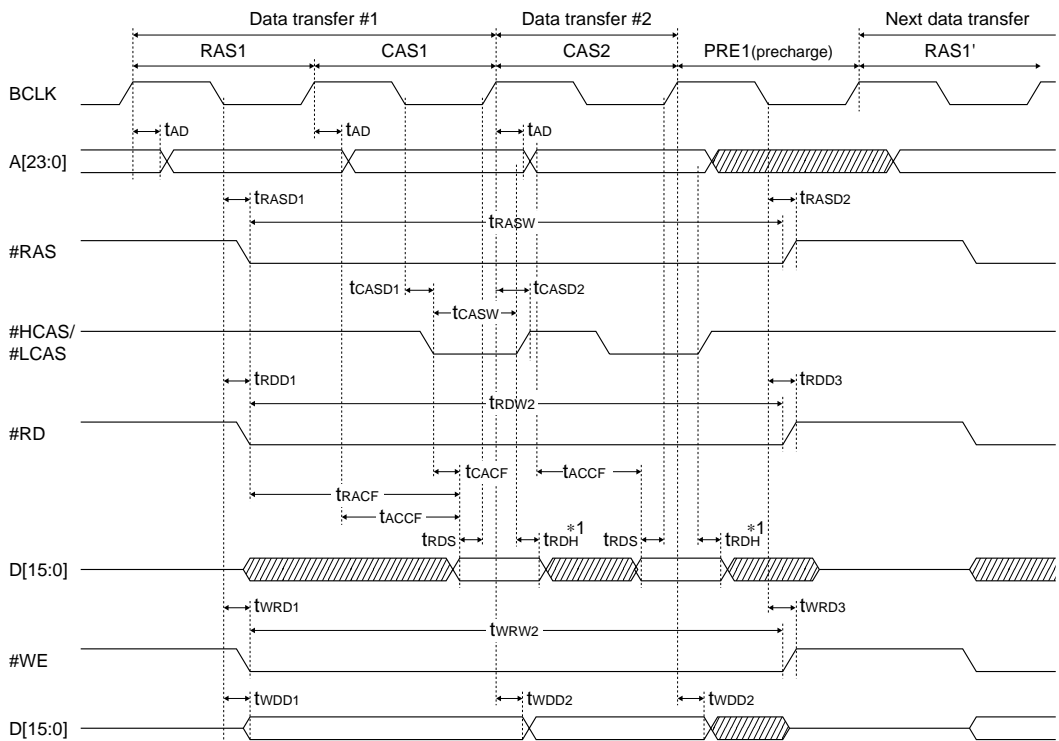 Data transfer #1 Data transfer #2 Next data transfer
RAS1 CAS1 CAS2 PRE1(precharge) RAS1'
BCLK
tAD tAD tAD
A[23:0]
tRASD1 tRASD2
tRASW
#RAS
tCASD1 tCASD2
tCASW
#HCAS/
#LCAS
tRDD1 tRDD3
tRDW2
#RD
tCACF tACCF
tRACF
tACCF
tRDS tRDH*1 tRDS tRDH*1
D[15:0]
tWRD1 tWRD3
tWRW2
#WE
tWDD1 tWDD2 tWDD2
D[15:0]